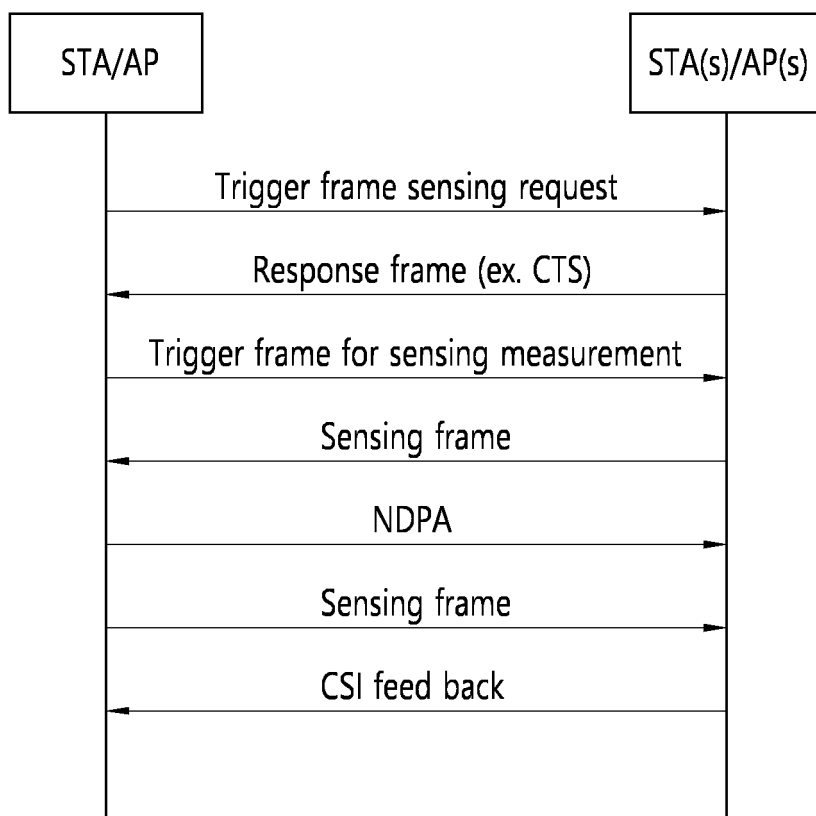 STA/AP
STA(s)/AP(s)
Trigger frame sensing request
Response frame (ex. CTS)
Trigger frame for sensing measurement
Sensing frame
NDPA
Sensing frame
CSI feed back